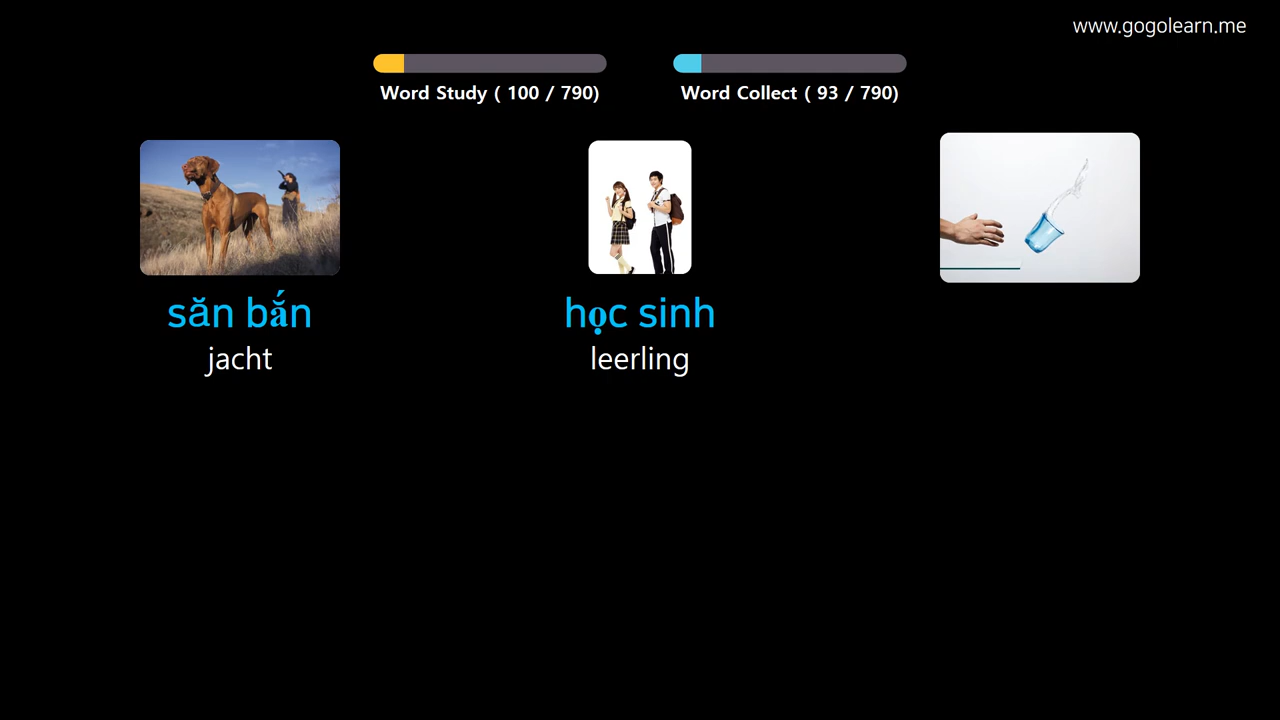 www.gogolearn.me
Word Study ( 100 / 790)
Word Collect ( 93 / 790)
săn bắn
jacht
học sinh
leerling